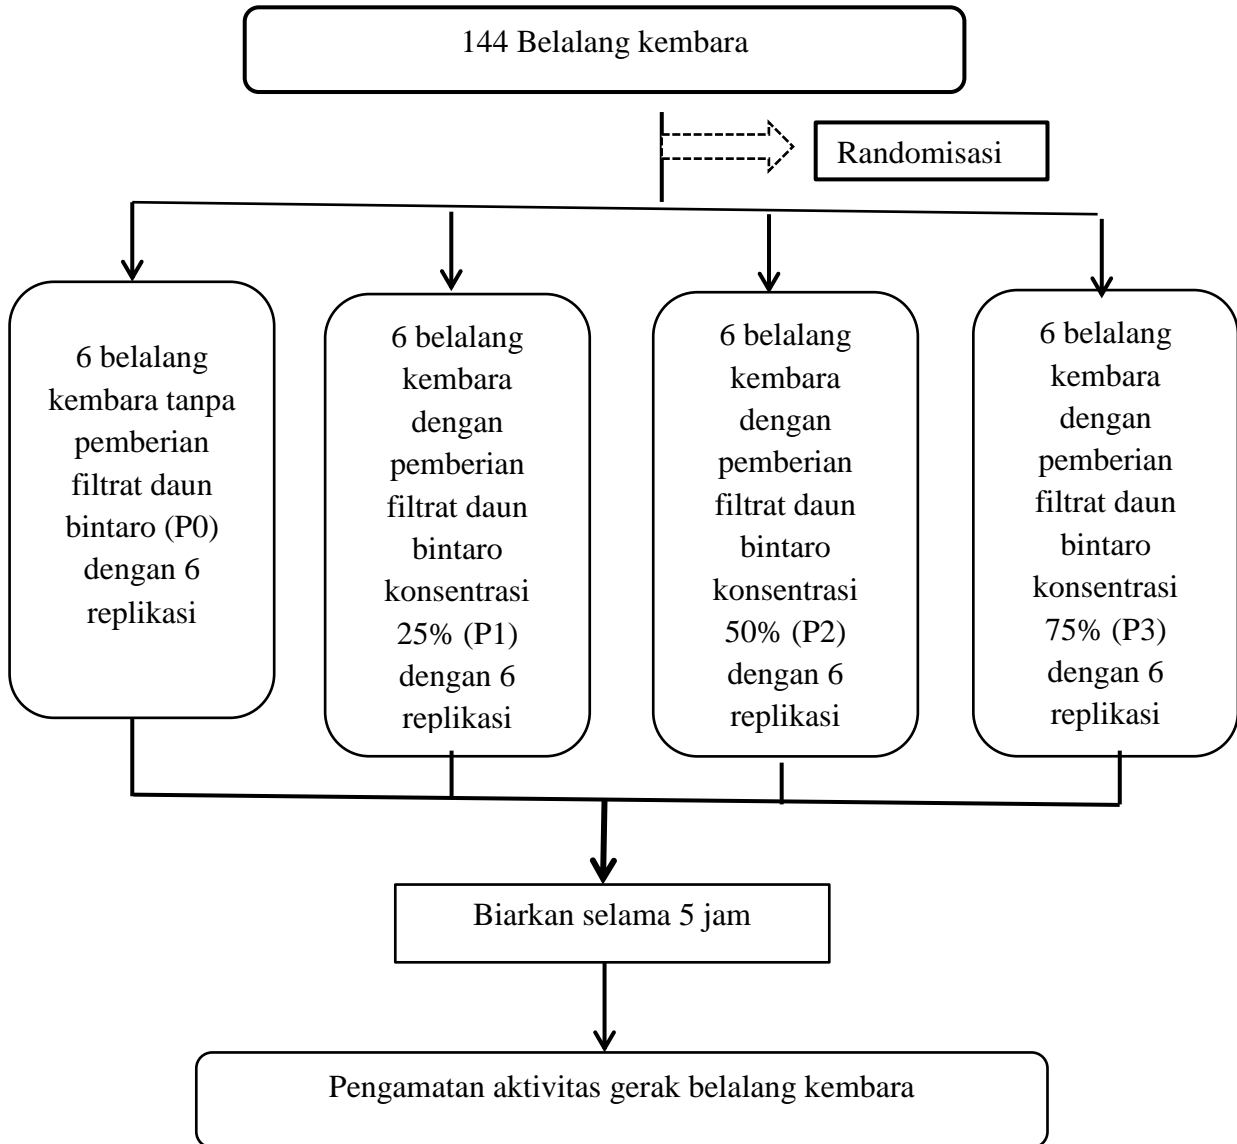 144 Belalang kembara
Randomisasi
6 belalang
kembara tanpa
pemberian
filtrat daun
bintaro (P0)
dengan 6
replikasi
6 belalang
kembara
dengan
pemberian
filtrat daun
bintaro
konsentrasi
25% (P1)
dengan 6
replikasi
6 belalang
kembara
dengan
pemberian
filtrat daun
bintaro
konsentrasi
50% (P2)
dengan 6
replikasi
6 belalang
kembara
dengan
pemberian
filtrat daun
bintaro
konsentrasi
75% (P3)
dengan 6
replikasi
Biarkan selama 5 jam
Pengamatan aktivitas gerak belalang kembara